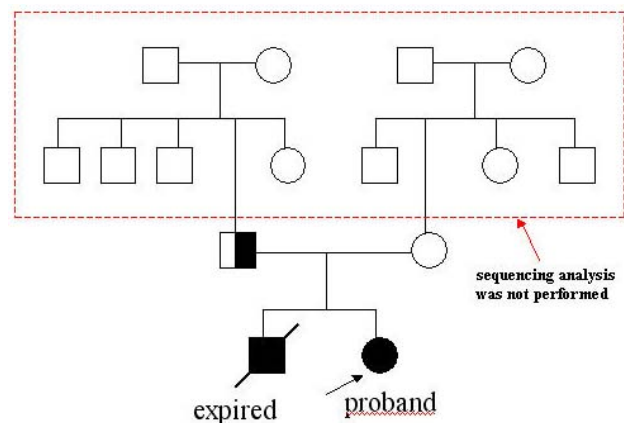 sequencing analysis
was not performed
expired
proband